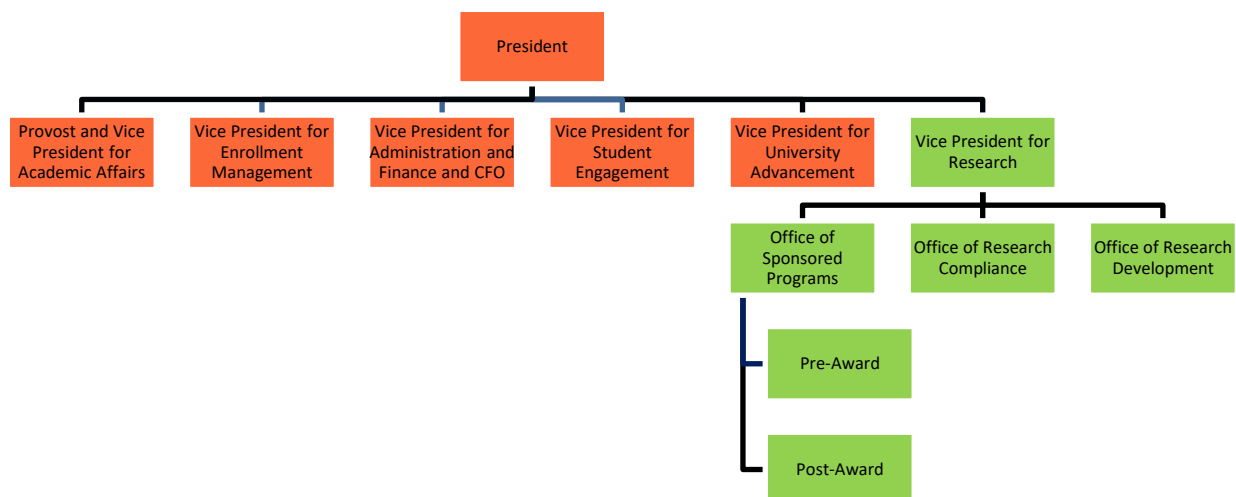 President
Provost and Vice
President for
Academic Affairs
Vice President for
Enrollment
Management
Vice President for
Administration and
Finance and CFO
Vice President for
Student
Engagement
Vice President for
University
Advancement
Vice President for
Research
Office of
Sponsored
Programs
Office of Research
Compliance
Office of Research
Development
Pre-Award
Post-Award